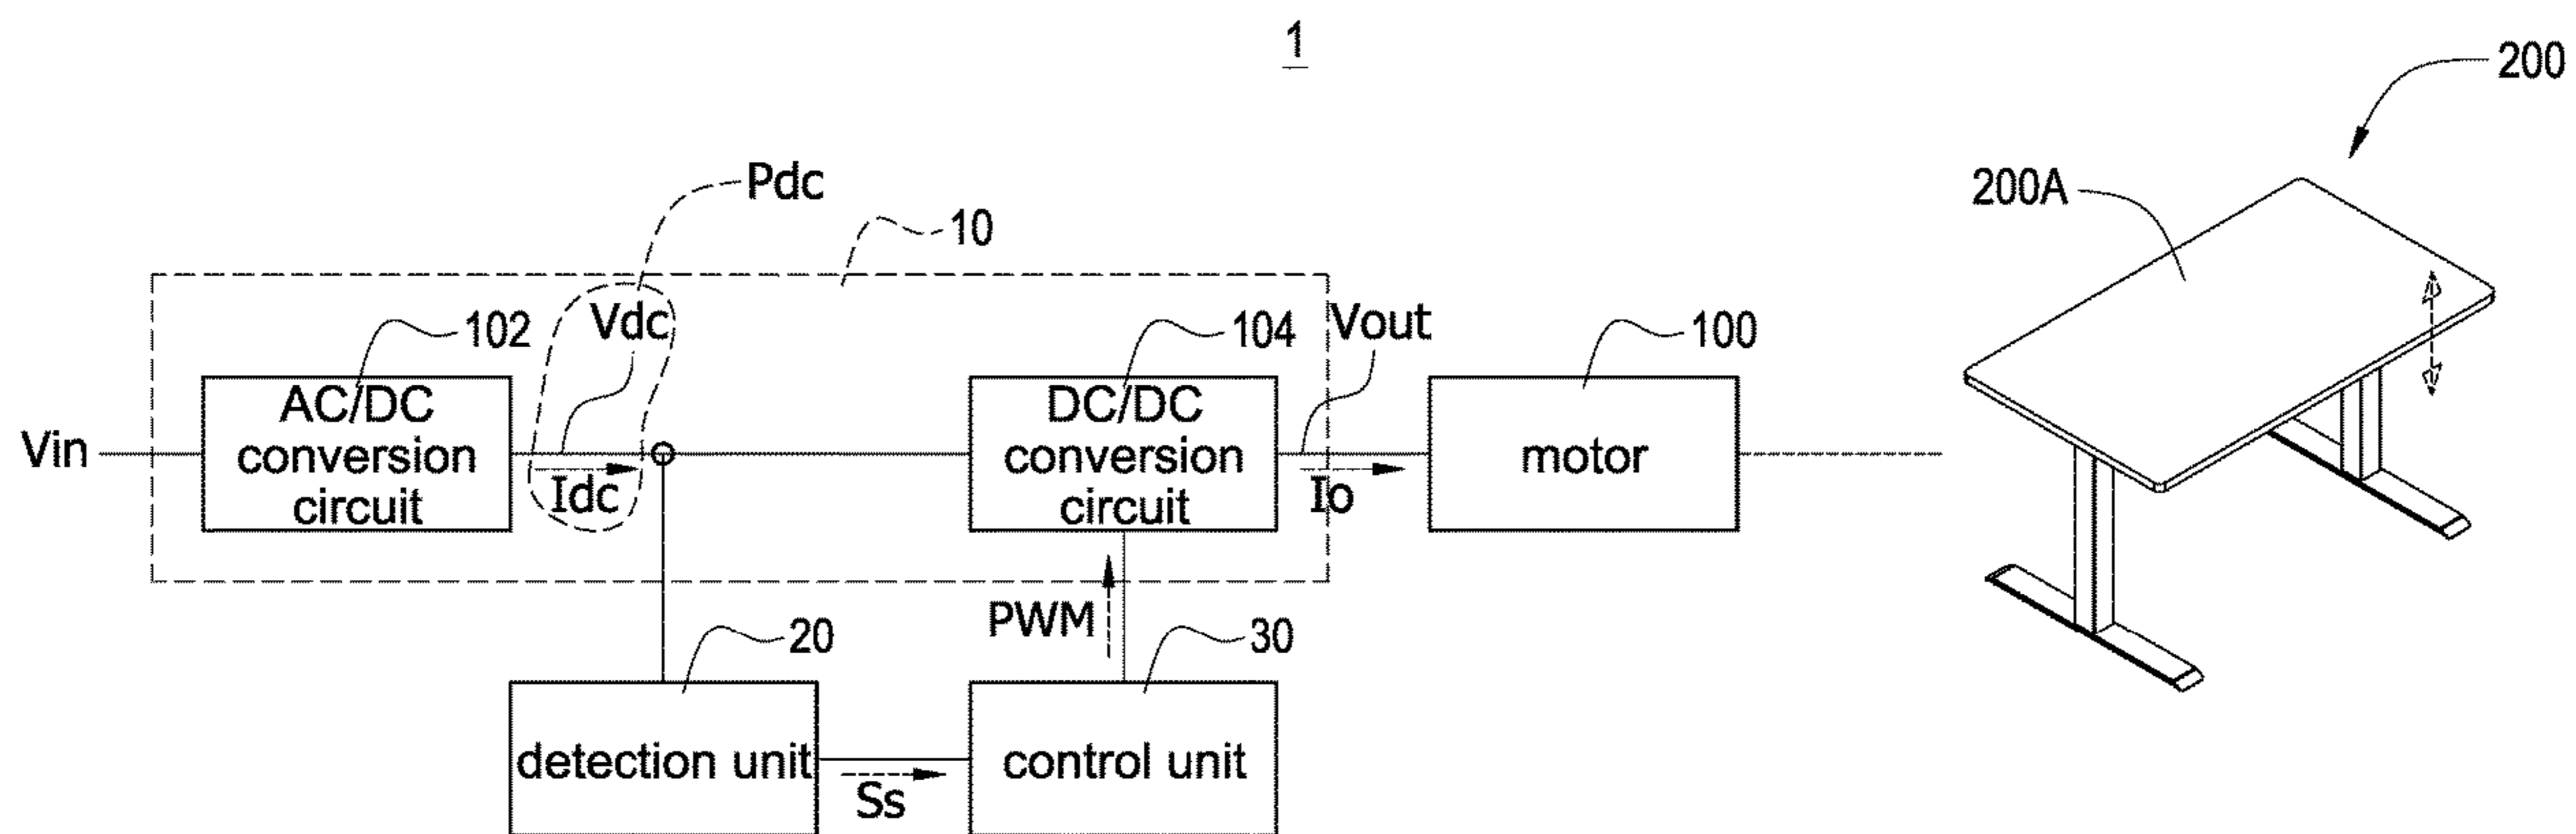 1
200
Pdc
200A
10
Vdc
102
104
Vout
100
Vin
AC/DC
conversion
circuit
Idc
DC/DC
conversion
circuit
Io
motor
PWM
20
30
detection unit
control unit
Ss